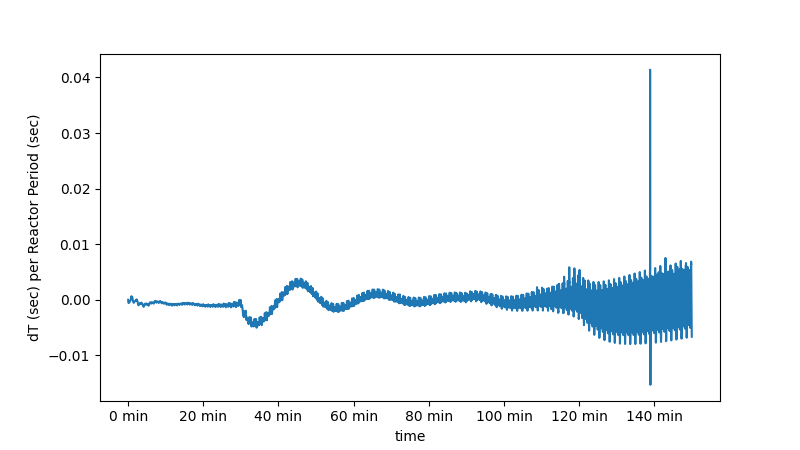 0.04
0.03
0.02
0.01
0.00
−0.01
dT (sec) per Reactor Period (sec)
0 min 20 min 40 min 60 min 80 min 100 min 120 min 140 min
time